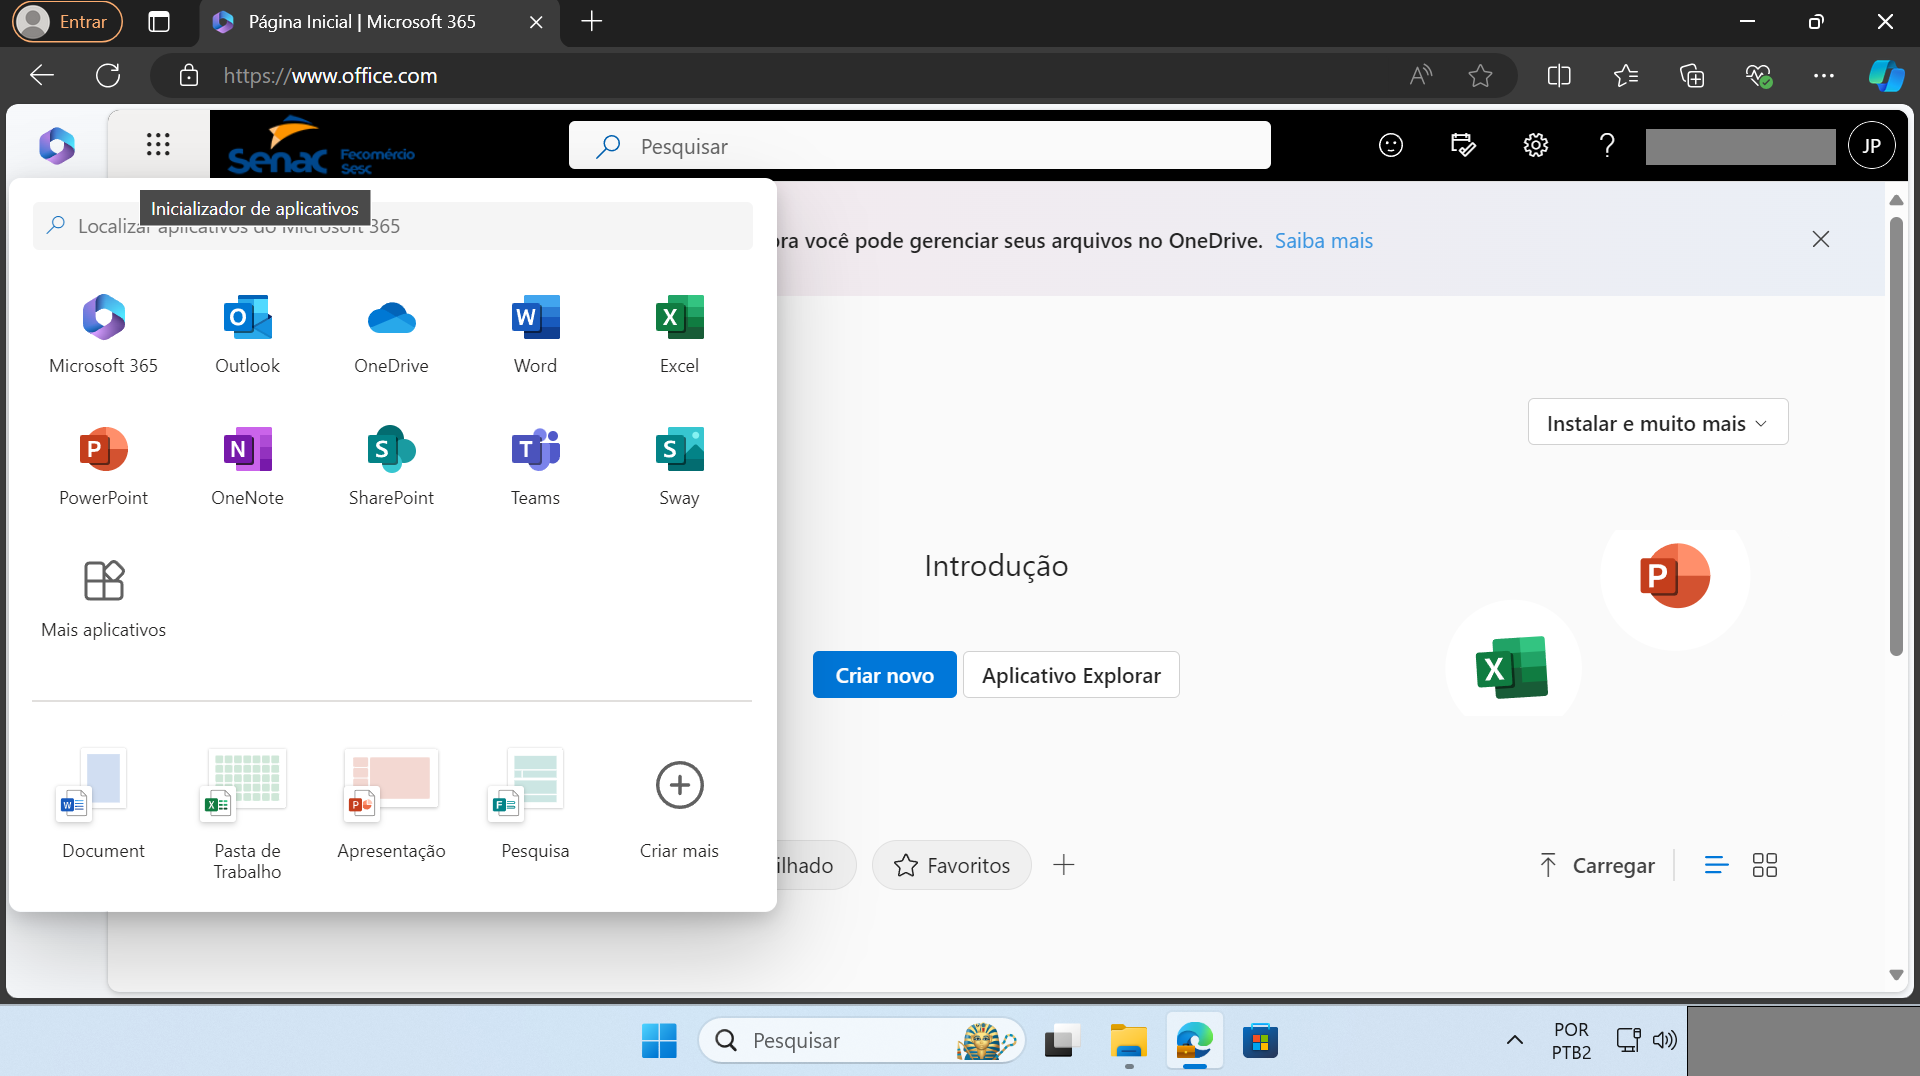 Entrar
Página Inicial | Microsoft 365
https://www.office.com
Senac
Fecomércio
Sesc
Pesquisar
JP
Inicializador de aplicativos
Localizar aplicativos do Microsoft 365
ora você pode gerenciar seus arquivos no OneDrive. Saiba mais
Microsoft 365
Outlook
OneDrive
Word
Excel
Instalar e muito mais
PowerPoint
OneNote
SharePoint
Teams
Sway
Introdução
Mais aplicativos
Criar novo
Aplicativo Explorar
Document
Pasta de
Trabalho
Apresentação
Pesquisa
Criar mais
ilhado
Favoritos
Carregar
Pesquisar
POR
PTB2